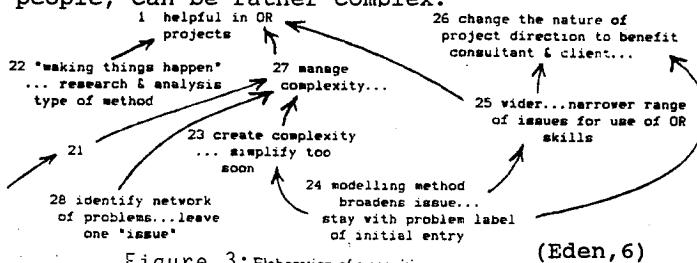 people, can be rather complex.
1 helpful in OR
projects
26 change the nature of
project direction to benefit
consultant & client...
22 "making things happen"
... research & analysis
type of method
27 manage
complexity...
25 wider...narrower range
of issues for use of OR
skills
21
23 create complexity
... simplify too
soon
24 modelling method
broadens issue...
stay with problem label
of initial entry
28 identify network
of problems...leave
one "issue"
(Eden,6)
Figure 3: Elaboration of